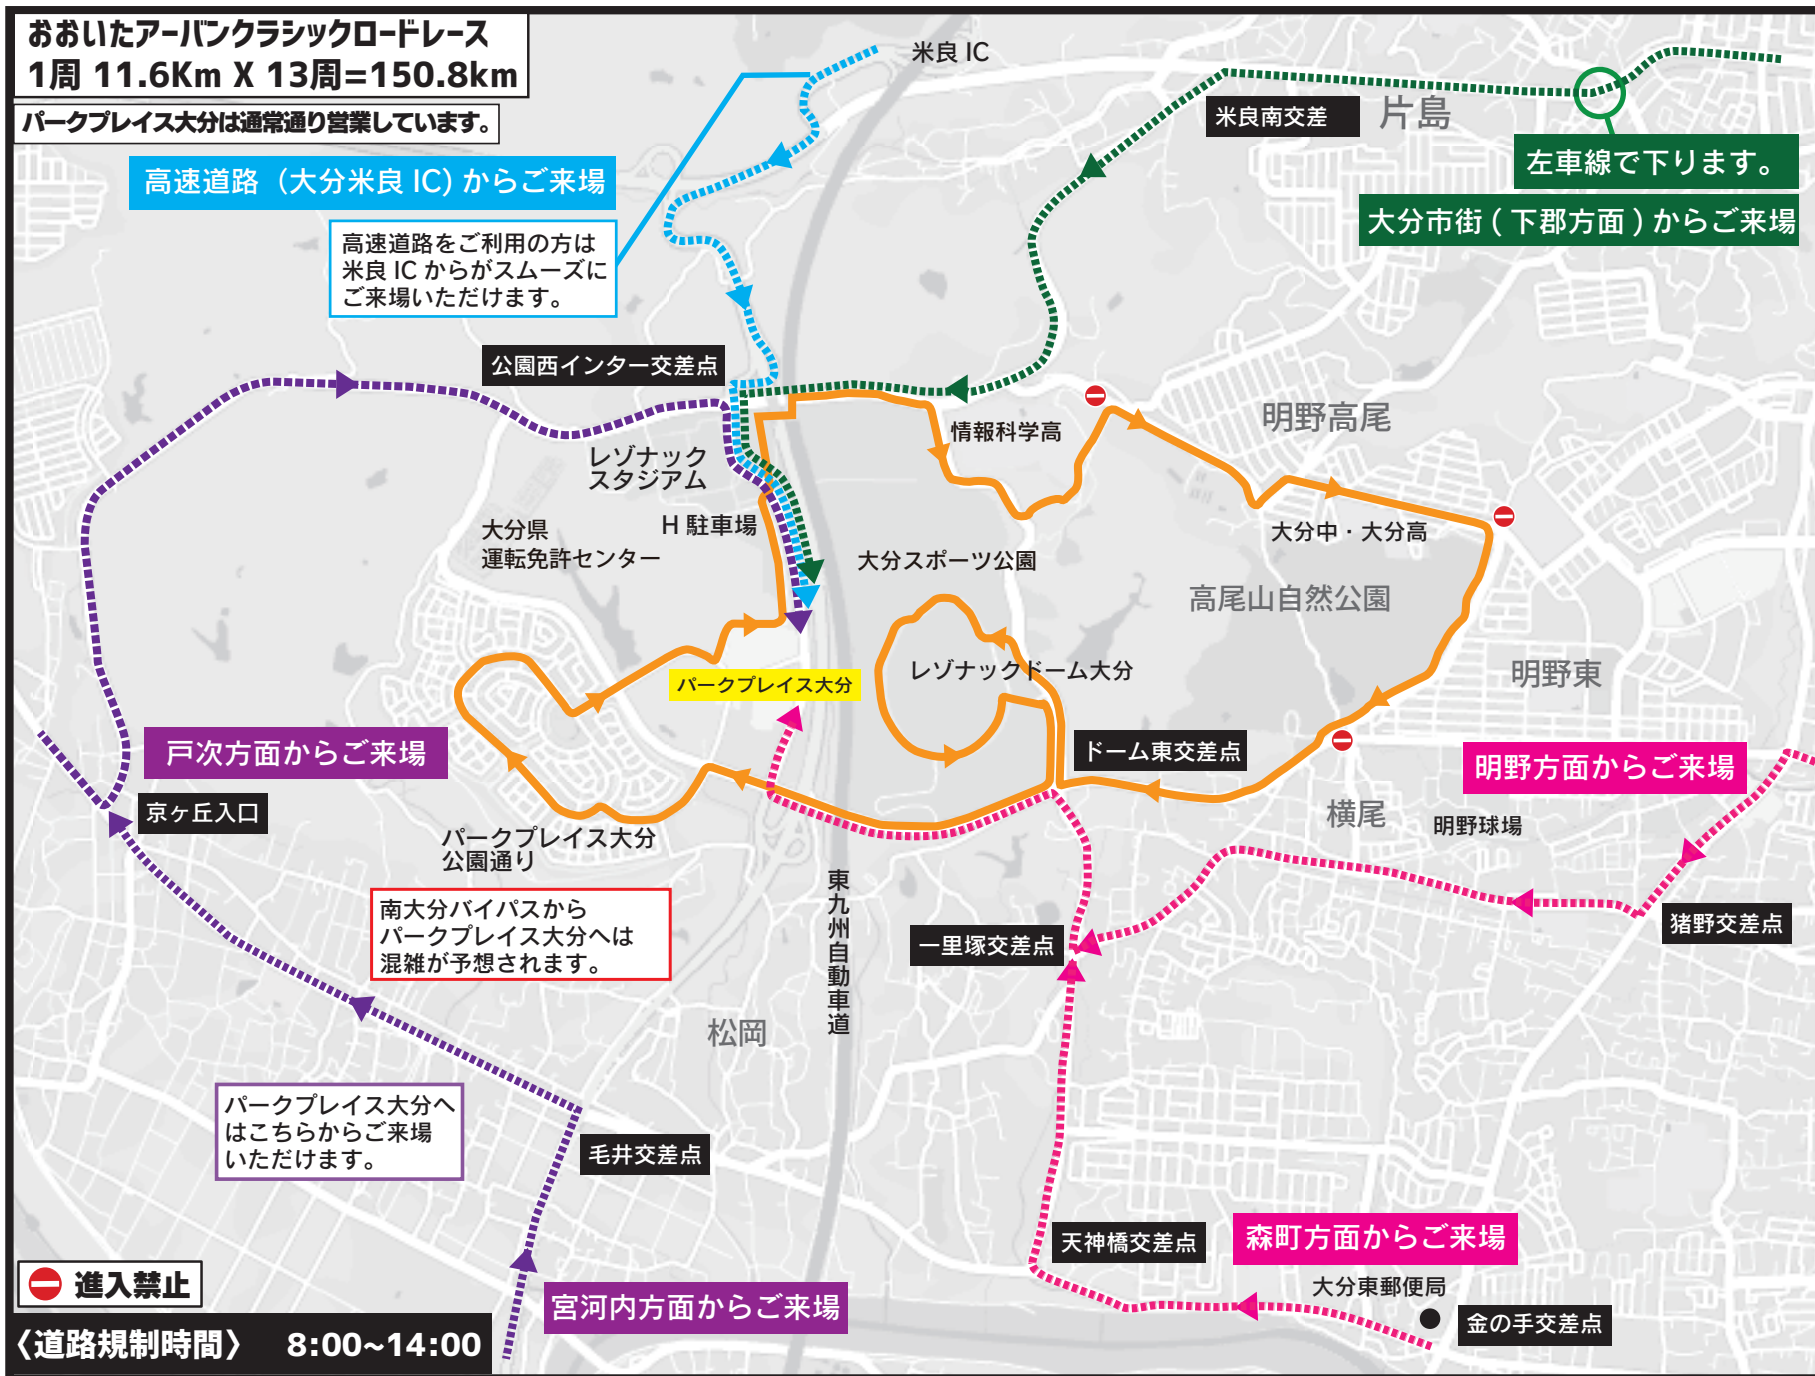 おおいたアーバンクラシックロードレース
1周 11.6Km X 13周=150.8km
パークプレイス大分は通常通り営業しています。
米良 IC
米良南交差
片島
左車線で下ります。
高速道路（大分米良 IC) からご来場
大分市街 ( 下郡方面 ) からご来場
高速道路をご利用の方は
米良 IC からがスムーズに
ご来場いただけます。
公園西インター交差点
明野高尾
情報科学高
レゾナック
スタジアム
H 駐車場
大分県
運転免許センター
大分スポーツ公園
大分中・大分高
高尾山自然公園
レゾナックドーム大分
明野東
パークプレイス大分
戸次方面からご来場
ドーム東交差点
明野方面からご来場
京ヶ丘入口
横尾
明野球場
パークプレイス大分
公園通り
南大分バイパスから
パークプレイス大分へは
混雑が予想されます。
東九州自動車道
一里塚交差点
猪野交差点
松岡
パークプレイス大分へ
はこちらからご来場
いただけます。
毛井交差点
天神橋交差点
森町方面からご来場
大分東郵便局
金の手交差点
進入禁止
宮河内方面からご来場
〈道路規制時間〉 8:00~14:00